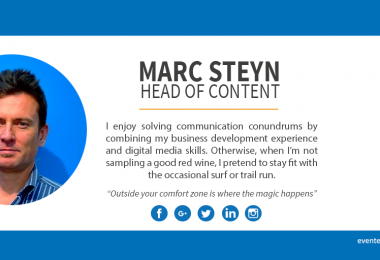 MARC STEYN
HEAD OF CONTENT
I enjoy solving communication conundrums by
combining my business development experience
and digital media skills. Otherwise, when I'm not
sampling a good red wine, I pretend to stay fit with
the occasional surf or trail run.
"Outside your comfort zone is where the magic happens"
f G+ in
evente